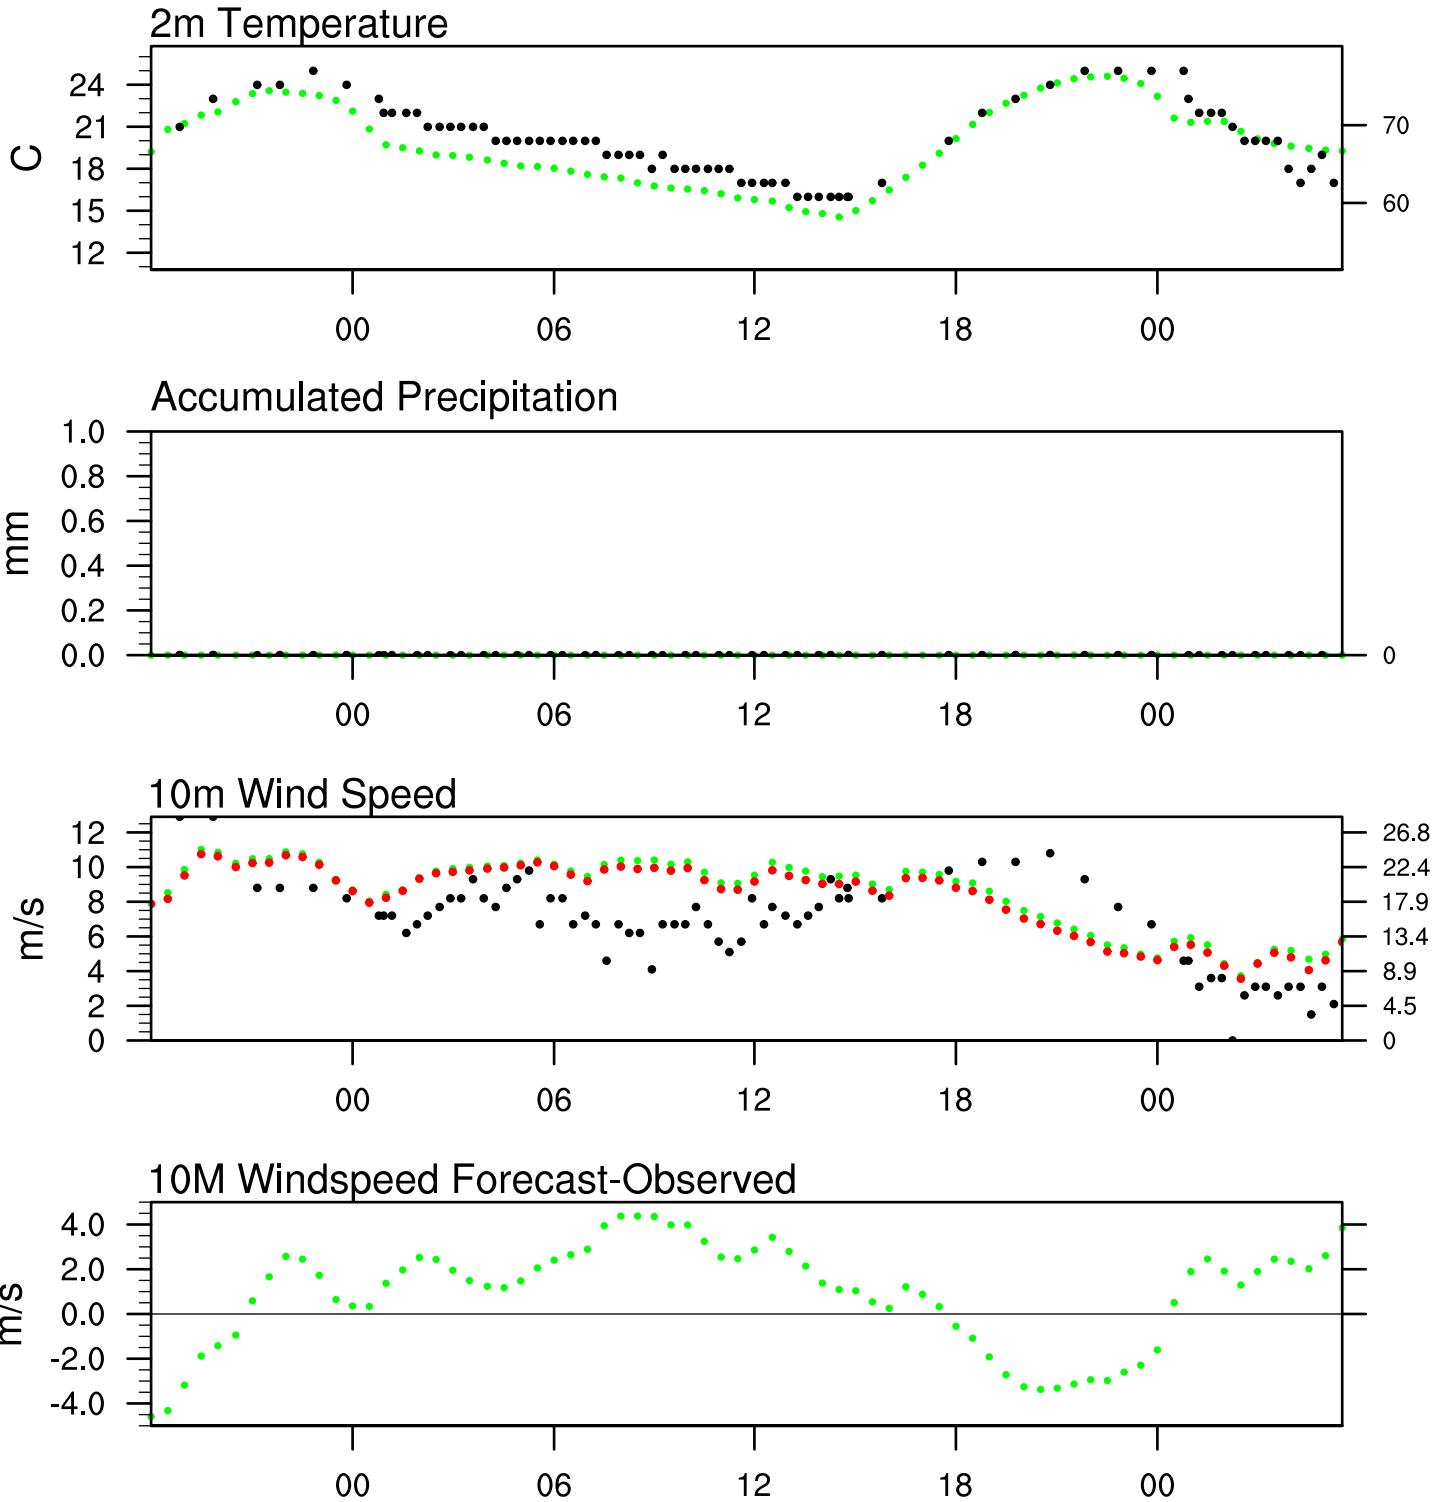 2m Temperature
24
21
18
15
12
C
70
60
00 06 12 18 00
Accumulated Precipitation
1.0
0.8
0.6
0.4
0.2
0.0
mm
0
00 06 12 18 00
10m Wind Speed
12
10
8
6
4
2
0
m/s
26.8
22.4
17.9
13.4
8.9
4.5
0
00 06 12 18 00
10M Windspeed Forecast-Observed
4.0
2.0
0.0
-2.0
-4.0
m/s
00 06 12 18 00